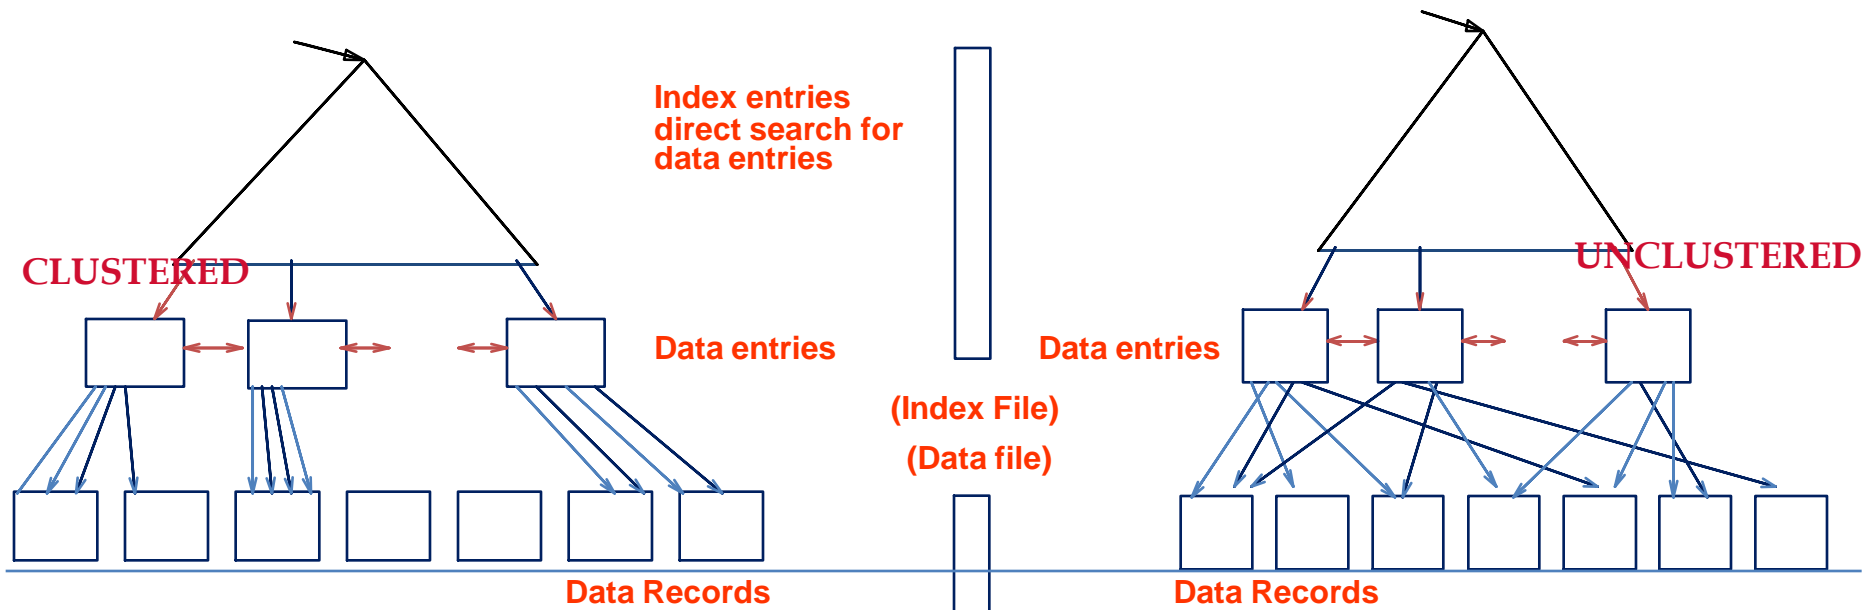 Index entries
direct search for
data entries
CLUSTERED
UNCLUSTERED
Data entries
Data entries
(Index File)
(Data file)
Data Records
Data Records